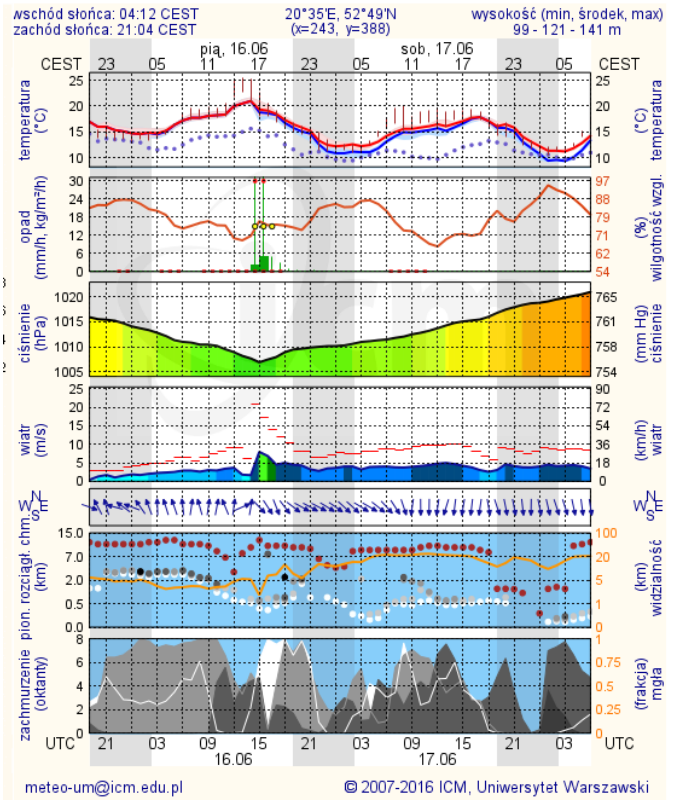 wschód słońca: 04:12 CEST 20°35'E, 52°49'N wysokość (min, środek, max)
zachód słońca: 21:04 CEST (x=243, y=388) 99 - 121 - 141 m
pią, 16.06 sob, 17.06
CEST 23 05 11 17 23 05 11 17 23 05 CEST
temperatura (°C) 25 20 15 10 25 20 15 10 temperatura (°C)
opad (mm/h, kg/m²/h) 30 24 18 12 6 0 97 88 79 71 62 54 (%) wilgotność wzgl.
ciśnienie (hPa) 1020 1015 1010 1005 765 761 758 754 (mm Hg) ciśnienie
wiatr (m/s) 25 20 15 10 5 0 90 72 54 36 18 0 (km/h) wiatr
W N E S W N E S
pion. rozciągł. chm. (km) 15.0 7.0 2.0 0.5 0.0 100 20 5 1 0 (km) widzialność
zachmurzenie (oktanty) 8 6 4 2 0 1 0.75 0.5 0.25 0 (frakcja) mgła
UTC 21 03 09 15 21 03 09 15 21 03 UTC
16.06 17.06
meteo-um@icm.edu.pl © 2007-2016 ICM, Uniwersytet Warszawski